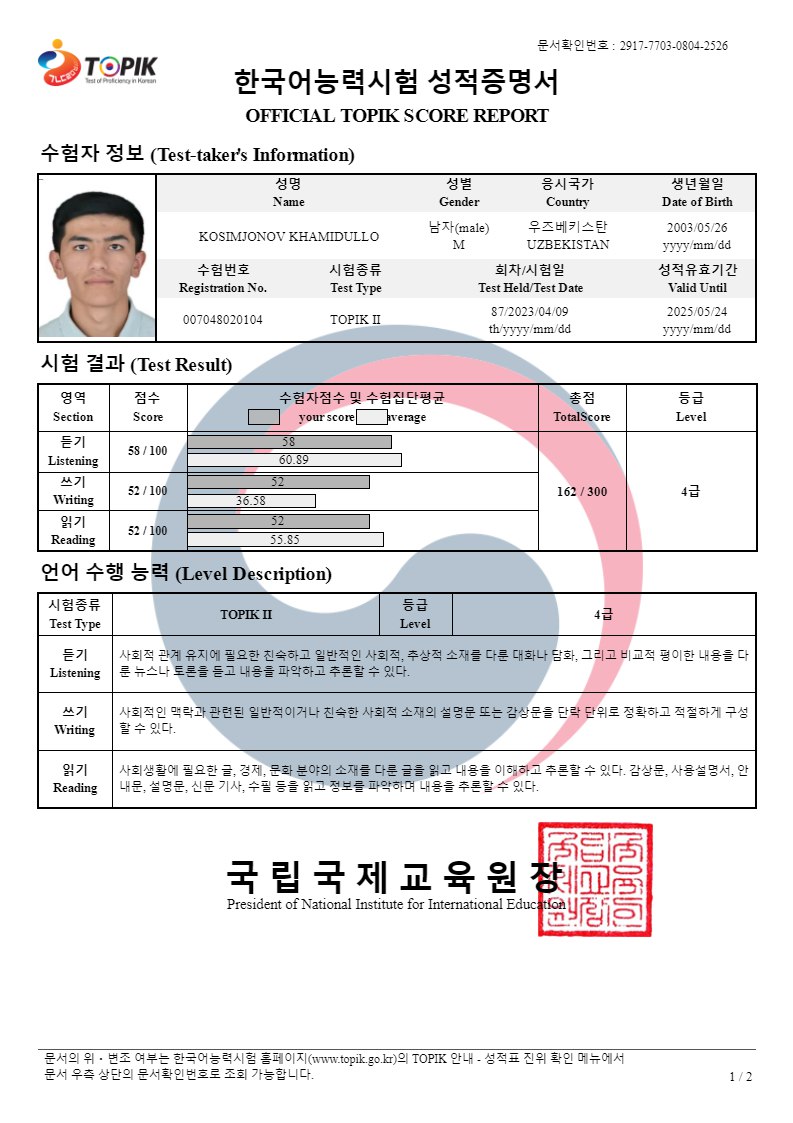 문서확인번호 : 2917-7703-0804-2526
TOPIK
Test of Proficiency in Korean
한국어능력시험 성적증명서
OFFICIAL TOPIK SCORE REPORT
수험자 정보 (Test-taker's Information)
성명 성별 응시국가 생년월일
Name Gender Country Date of Birth
KOSIMJONOV KHAMIDULLO 남자(male) 우즈베키스탄 2003/05/26
M UZBEKISTAN yyyy/mm/dd
수험번호 시험종류 회차/시험일 성적유효기간
Registration No. Test Type Test Held/Test Date Valid Until
007048020104 TOPIK II 87/2023/04/09 2025/05/24
th/yyyy/mm/dd yyyy/mm/dd
시험 결과 (Test Result)
영역 점수 수험자점수 및 수험집단평균 총점 등급
Section Score your score average TotalScore Level
듣기 58 / 100 58
Listening 60.89
쓰기 52 / 100 52 162 / 300 4급
Writing 36.58
읽기 52 / 100 52
Reading 55.85
언어 수행 능력 (Level Description)
시험종류 TOPIK II 등급 4급
Test Type Level
듣기
Listening
사회적 관계 유지에 필요한 친숙하고 일반적인 사회적, 추상적 소재를 다룬 대화나 담화, 그리고 비교적 평이한 내용을 다
룬 뉴스나 토론을 듣고 내용을 파악하고 추론할 수 있다.
쓰기
Writing
사회적인 맥락과 관련된 일반적이거나 친숙한 사회적 소재의 설명문 또는 감상문을 단락 단위로 정확하고 적절하게 구성
할 수 있다.
읽기
Reading
사회생활에 필요한 글, 경제, 문화 분야의 소재를 다룬 글을 읽고 내용을 이해하고 추론할 수 있다. 감상문, 사용설명서, 안
내문, 설명문, 신문 기사, 수필 등을 읽고 정보를 파악하며 내용을 추론할 수 있다.
국립국제교육원장
President of National Institute for International Education
문서의 위·변조 여부는 한국어능력시험 홈페이지(www.topik.go.kr)의 TOPIK 안내 - 성적표 진위 확인 메뉴에서
문서 우측 상단의 문서확인번호로 조회 가능합니다.
1 / 2